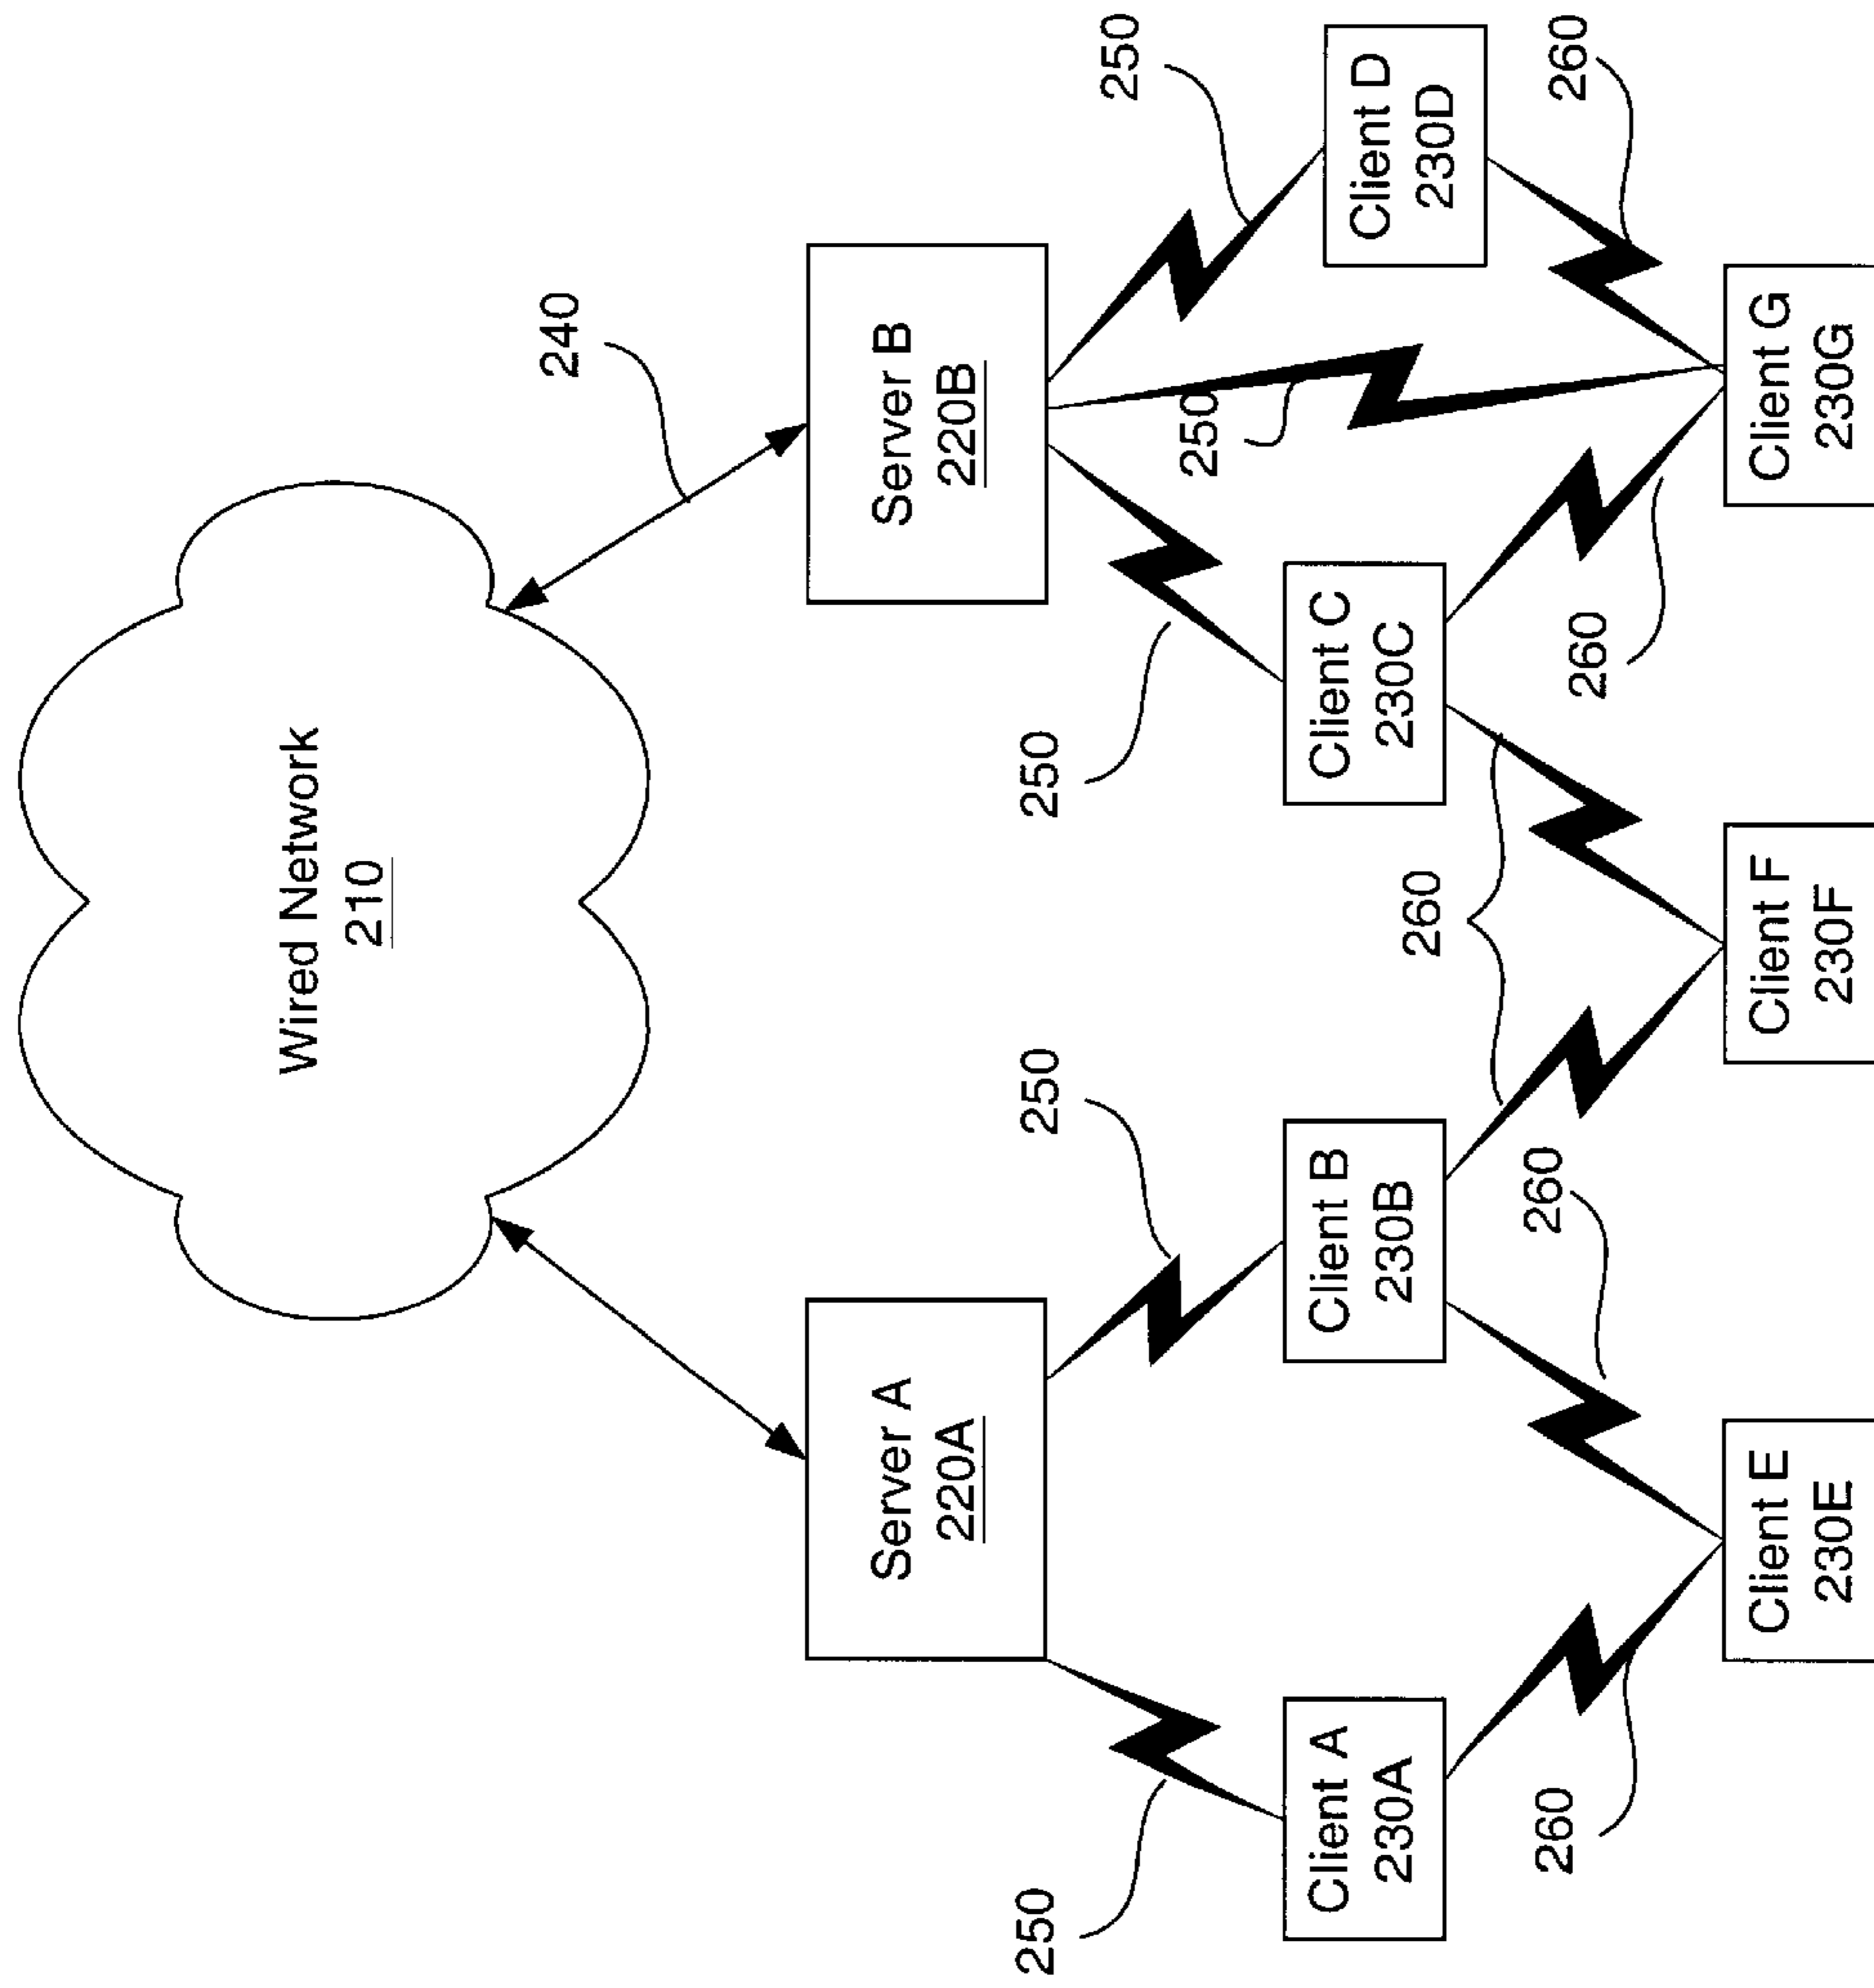 Wired Network
210
240
Server A
220A
Server B
220B
250
250
250
250
250
Client A
230A
Client B
230B
Client C
230C
Client D
230D
260
260
260
260
260
Client E
230E
Client F
230F
Client G
230G